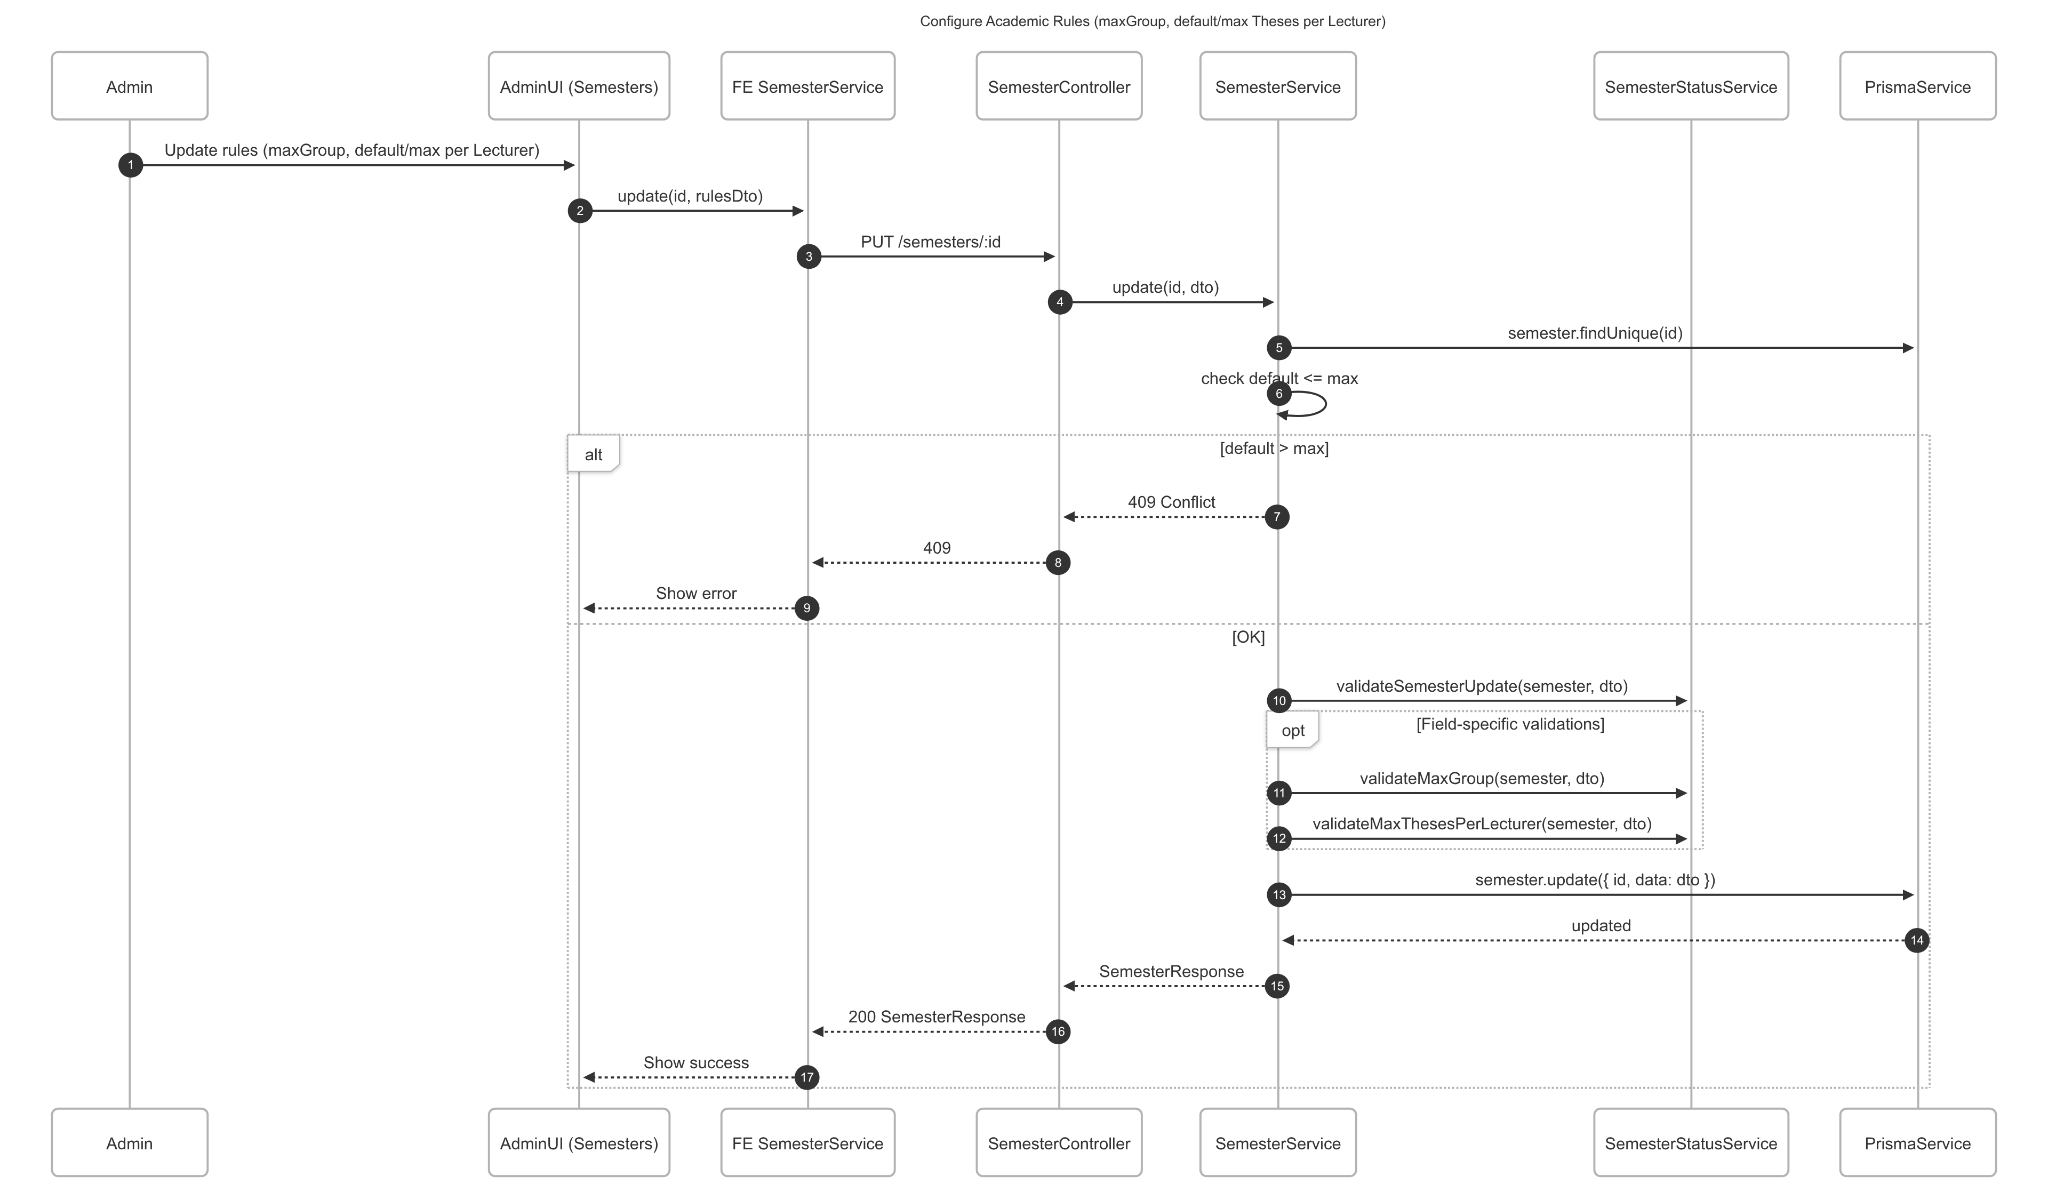 Configure Academic Rules (maxGroup, default/max Theses per Lecturer)
Admin
AdminUI (Semesters)
FE SemesterService
SemesterController
SemesterService
SemesterStatusService
PrismaService
1
Update rules (maxGroup, default/max per Lecturer)
2
update(id, rulesDto)
3
PUT /semesters/:id
4
update(id, dto)
5
semester.findUnique(id)
check default <= max
6
alt
[default > max]
409 Conflict
7
409
8
Show error
9
[OK]
10
validateSemesterUpdate(semester, dto)
opt
[Field-specific validations]
11
validateMaxGroup(semester, dto)
12
validateMaxThesesPerLecturer(semester, dto)
13
semester.update({ id, data: dto })
updated
14
SemesterResponse
15
200 SemesterResponse
16
Show success
17
Admin
AdminUI (Semesters)
FE SemesterService
SemesterController
SemesterService
SemesterStatusService
PrismaService